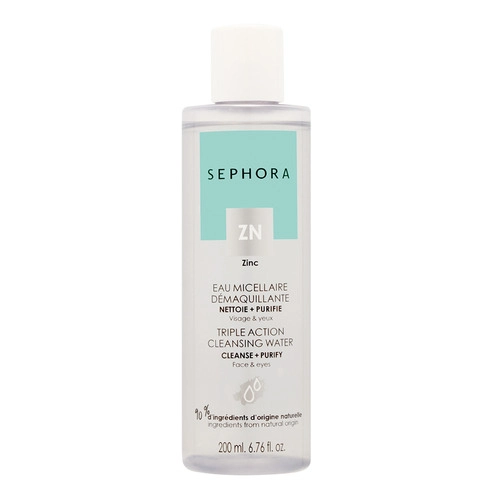 SEPHORA
ZN
Zinc
EAU MICELLAIRE
DÉMAQUILLANTE
NETTOIE + PURIFIE
Visage & yeux
TRIPLE ACTION
CLEANSING WATER
CLEANSE + PURIFY
Face & eyes
90 % d'ingrédients d'origine naturelle
ingredients from natural origin
200 ml. 6.76 fl. oz.